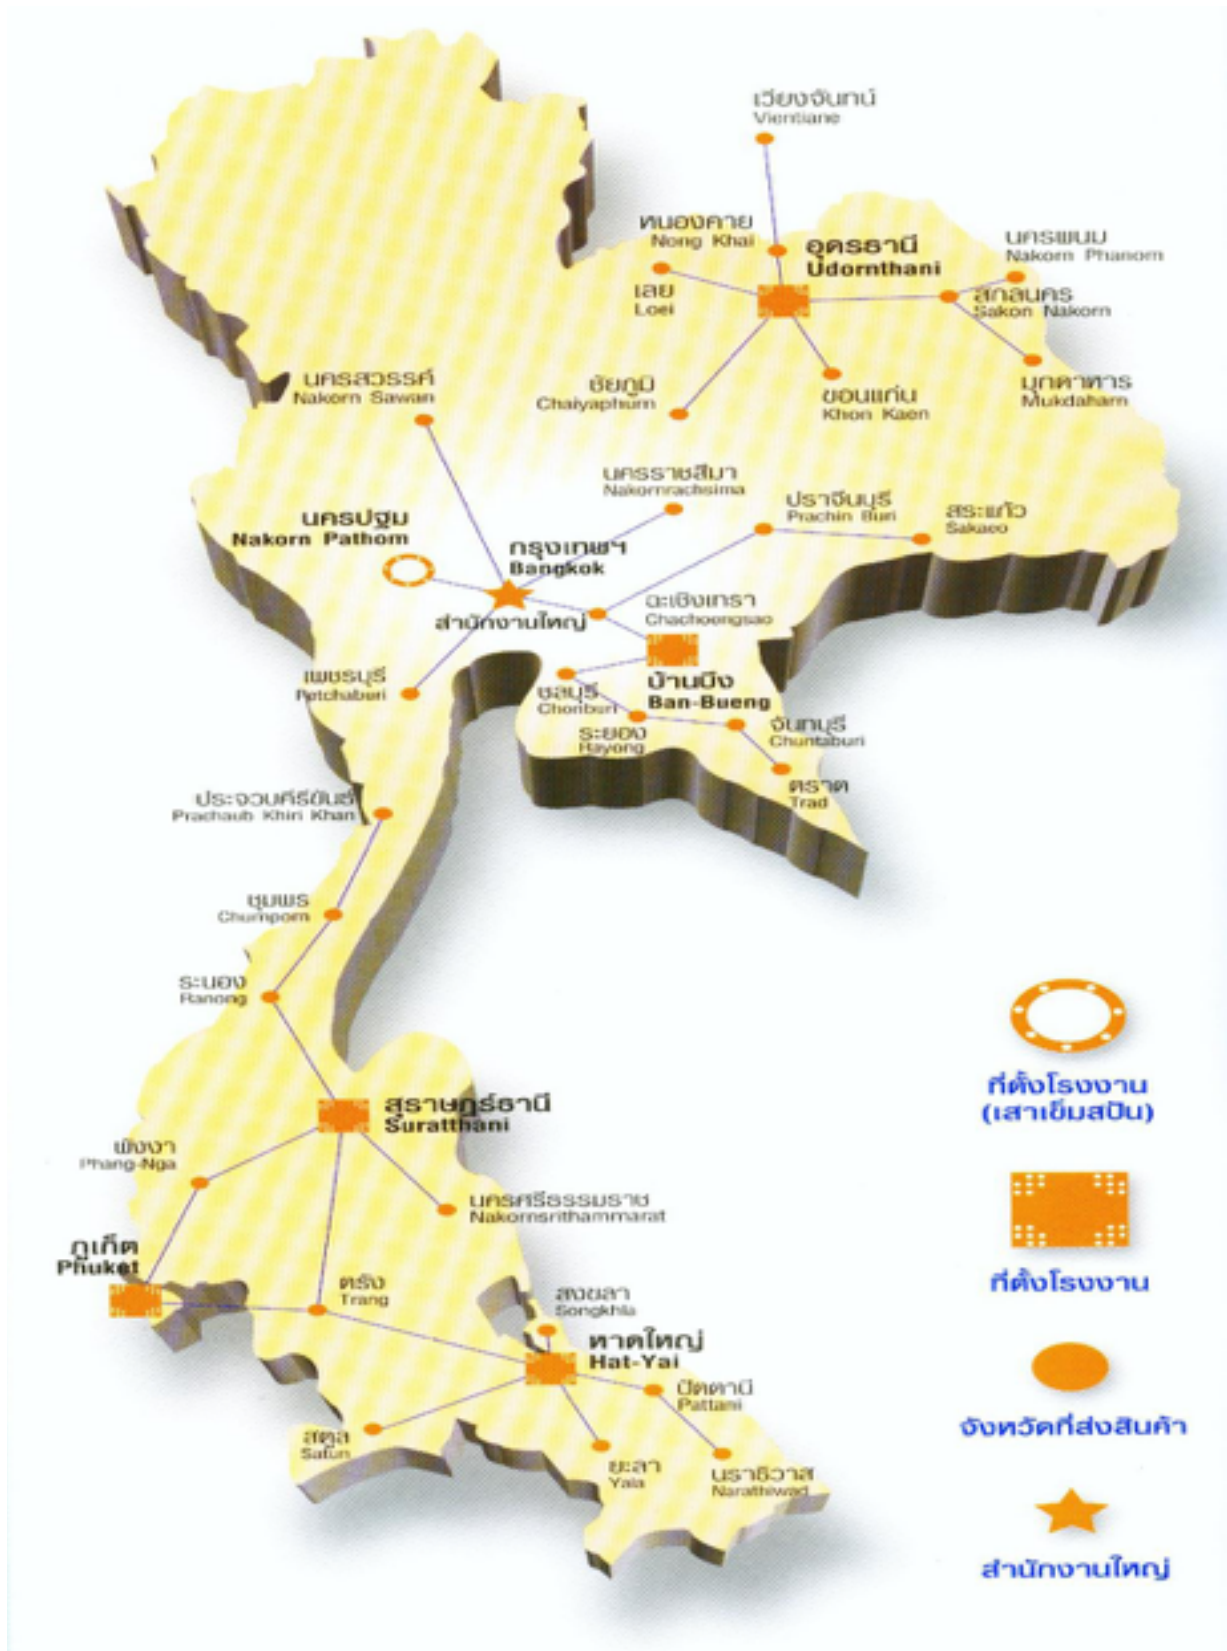 เวียงจันทน์
Vientiane
หนองคาย
Nong Khai
อุดรธานี
Udornthani
นครพนม
Nakorn Phanom
เลย
Loei
สกลนคร
Sakon Nakorn
นครสวรรค์
Nakorn Sawan
ชัยภูมิ
Chaiyaphum
ขอนแก่น
Khon Kaen
มุกดาหาร
Mukdaharn
นครราชสีมา
Nakornrachsima
ปราจีนบุรี
Prachin Buri
สระแก้ว
Sakaeo
นครปฐม
Nakorn Pathom
กรุงเทพฯ
Bangkok
สำนักงานใหญ่
ฉะเชิงเทรา
Chachoengsao
เพชรบุรี
Petchaburi
ชลบุรี
Chonburi
บ้านบึง
Ban-Bueng
ระยอง
Rayong
จันทบุรี
Chuntaburi
ตราด
Trad
ประจวบคีรีขันธ์
Prachaub Khiri Khan
ชุมพร
Chumporn
ระนอง
Ranong
สุราษฎร์ธานี
Suratthani
พังงา
Phang-Nga
นครศรีธรรมราช
Nakornsrithammarat
ภูเก็ต
Phuket
ตรัง
Trang
สงขลา
Songkhla
หาดใหญ่
Hat-Yai
ปัตตานี
Pattani
สตูล
Satun
ยะลา
Yala
นราธิวาส
Narathiwad
ที่ตั้งโรงงาน
(เสาเข็มสปัน)
ที่ตั้งโรงงาน
จังหวัดที่ส่งสินค้า
สำนักงานใหญ่